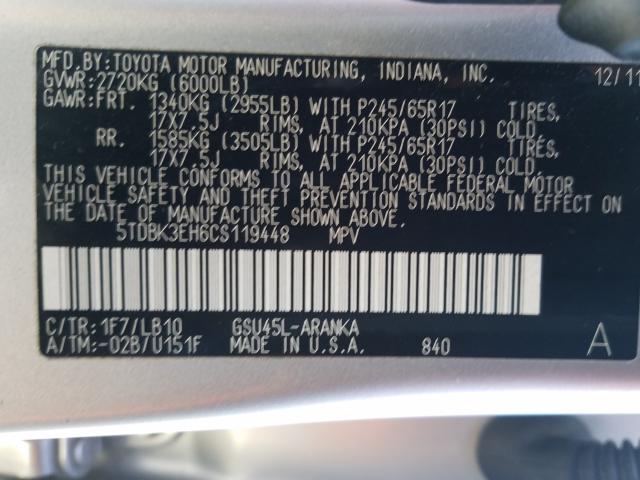 MFD.BY:TOYOTA MOTOR MANUFACTURING, INDIANA, INC. 12/11
GVWR:2720KG (6000LB)
GAWR:FRT. 1340KG (2955LB) WITH P245/65R17 TIRES,
17X7.5J RIMS, AT 210KPA (30PSI) COLD.
RR. 1585KG (3505LB) WITH P245/65R17 TIRES,
17X7.5J RIMS, AT 210KPA (30PSI) COLD.
THIS VEHICLE CONFORMS TO ALL APPLICABLE FEDERAL MOTOR
VEHICLE SAFETY AND THEFT PREVENTION STANDARDS IN EFFECT ON
THE DATE OF MANUFACTURE SHOWN ABOVE.
5TDBK3EH6CS119448 MPV
C/TR:1F7/LB10 GSU45L-ARANKA
A/TM:-02B/U151F MADE IN U.S.A. 840 A